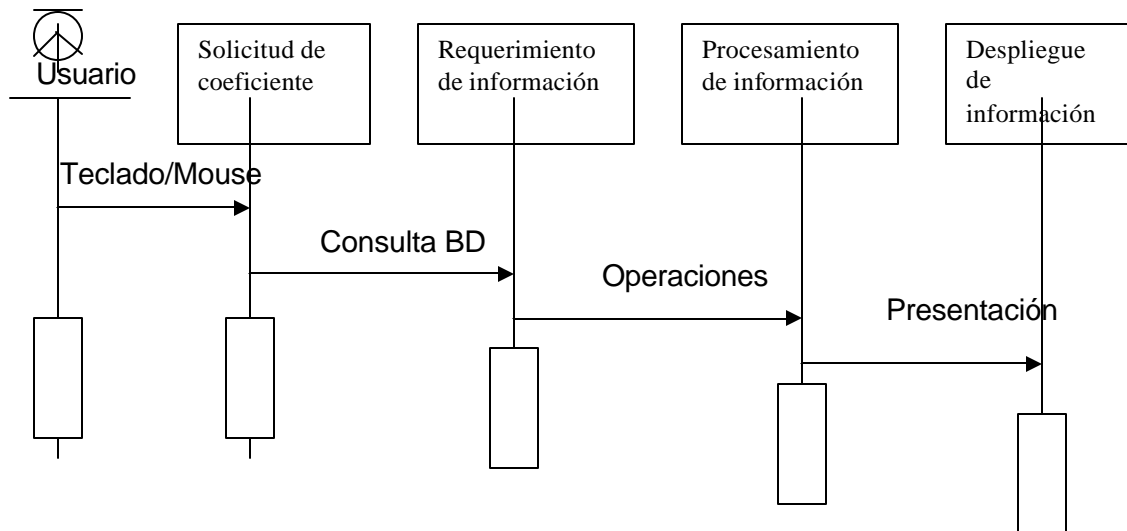 Usuario
Solicitud de
coeficiente
Requerimiento
de información
Procesamiento
de información
Despliegue
de
información
Teclado/Mouse
Consulta BD
Operaciones
Presentación